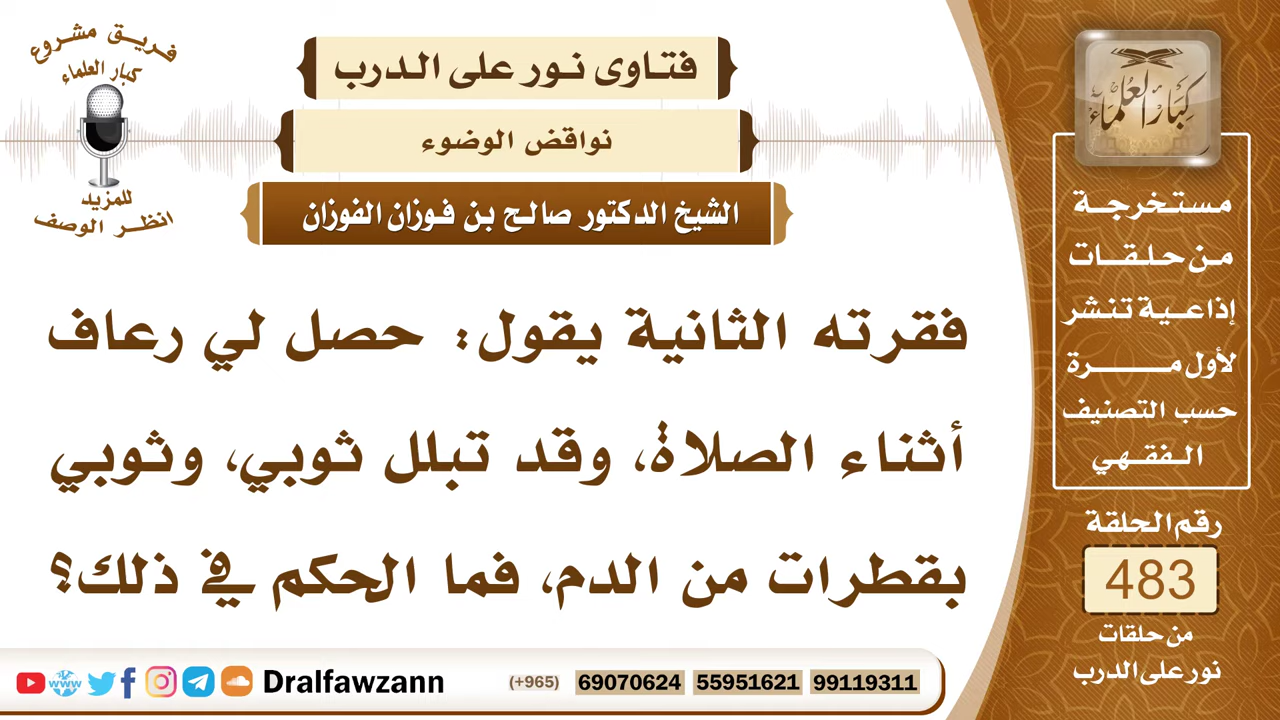 فريق مشروع
كبار العلماء
للمزيد
انظر الوصف
فتاوى نور على الدرب
نواقض الوضوء
الشيخ الدكتور صالح بن فوزان الفوزان
فقرته الثانية يقول: حصل لي رعاف
أثناء الصلاة، وقد تبلل ثوبي، وثوبي
بقطرات من الدم، فما الحكم في ذلك؟
كبار العلماء
مستخرجة
من حلقات
إذاعية تنشر
لأول مرة
حسب التصنيف
الفقهي
رقم الحلقة
483
من حلقات
نور على الدرب
www
Dralfawzann
(+965) 69070624 55951621 99119311